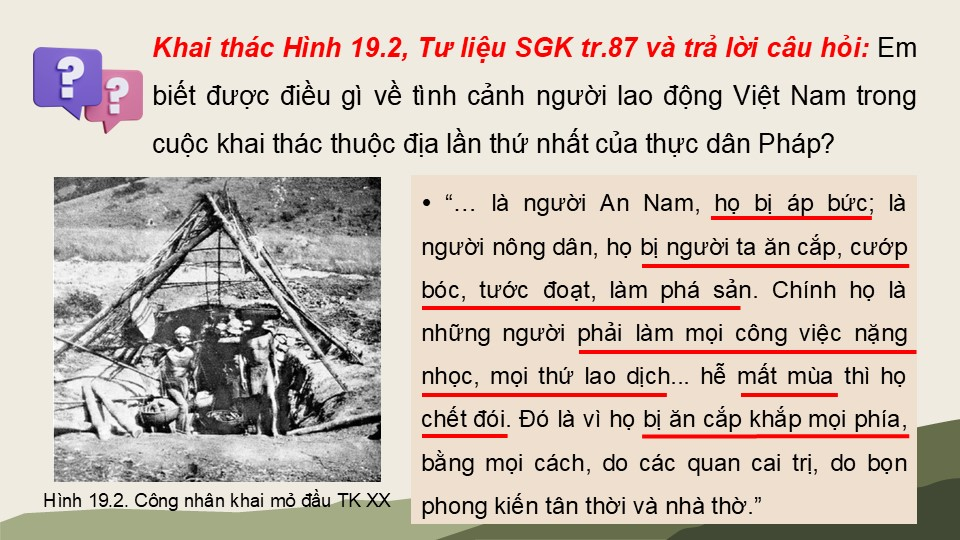 Khai thác Hình 19.2, Tư liệu SGK tr.87 và trả lời câu hỏi: Em
biết được điều gì về tình cảnh người lao động Việt Nam trong
cuộc khai thác thuộc địa lần thứ nhất của thực dân Pháp?
? ?
• “… là người An Nam, họ bị áp bức; là
người nông dân, họ bị người ta ăn cắp, cướp
bóc, tước đoạt, làm phá sản. Chính họ là
những người phải làm mọi công việc nặng
nhọc, mọi thứ lao dịch... hễ mất mùa thì họ
chết đói. Đó là vì họ bị ăn cắp khắp mọi phía,
bằng mọi cách, do các quan cai trị, do bọn
phong kiến tân thời và nhà thờ.”
Hình 19.2. Công nhân khai mỏ đầu TK XX